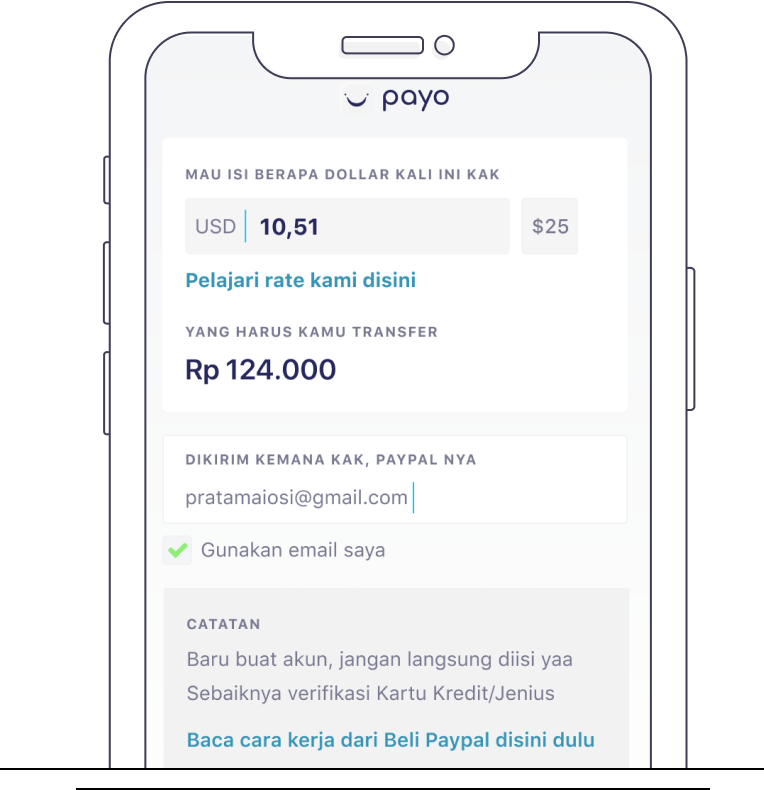 payo
MAU ISI BERAPA DOLLAR KALI INI KAK
USD 10,51 $25
Pelajari rate kami disini
YANG HARUS KAMU TRANSFER
Rp 124.000
DIKIRIM KEMANA KAK, PAYPAL NYA
pratamaiosi@gmail.com
Gunakan email saya
CATATAN
Baru buat akun, jangan langsung diisi yaa
Sebaiknya verifikasi Kartu Kredit/Jenius
Baca cara kerja dari Beli Paypal disini dulu